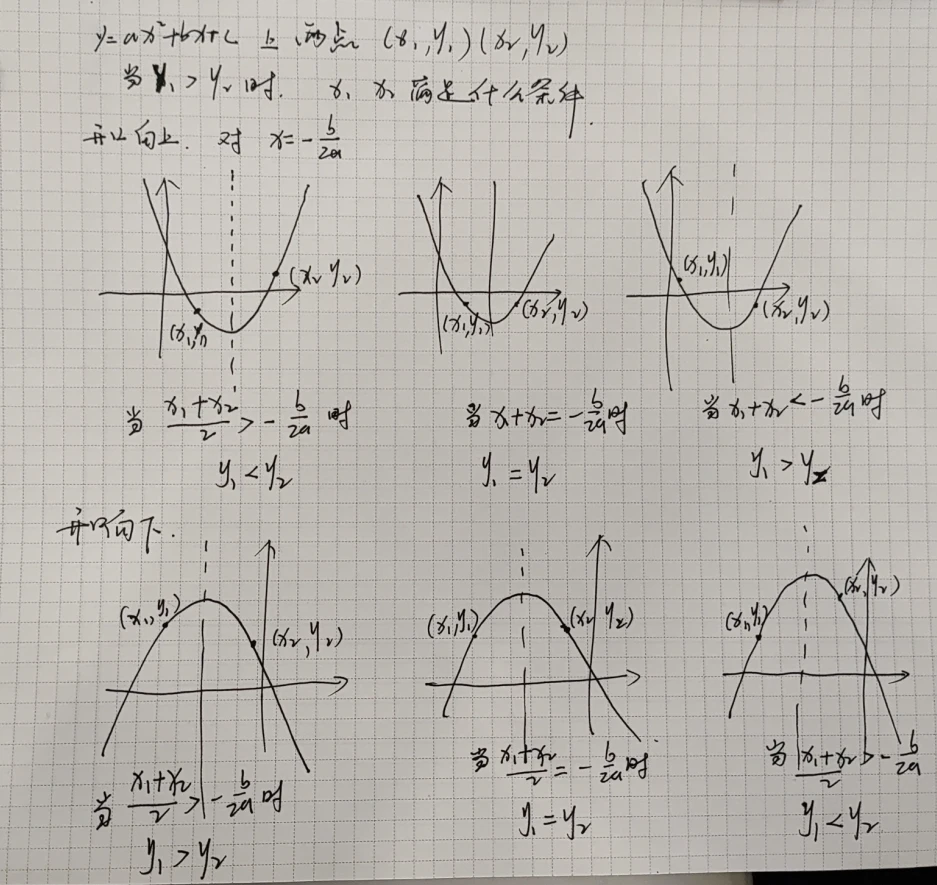 y=ax²+bx+c 上 两点 (x₁,y₁) (x₂,y₂)
当 y₁>y₂ 时. x₁ x₂ 满足什么条件.
开口向上. 对 x=-b/2a
(x₁,y₁) (x₂ y₂)
(x₁,y₁) (x₂,y₂)
(x₁,y₁) (x₂,y₂)
当 (x₁+x₂)/2 > -b/2a 时
y₁<y₂
当 x+x₂=-b/2a 时
y₁=y₂
当 x₁+x₂<-b/2a 时
y₁>y₂
开口向下.
(x₁,y₁) (x₂,y₂)
(x₁,y₁) (x₂ y₂)
(x₁,y₁) (x₂,y₂)
当 (x₁+x₂)/2 > -b/2a 时
y₁>y₂
当 (x₁+x₂)/2 = -b/2a 时
y₁=y₂
当 (x₁+x₂)/2 > -b/2a
y₁<y₂